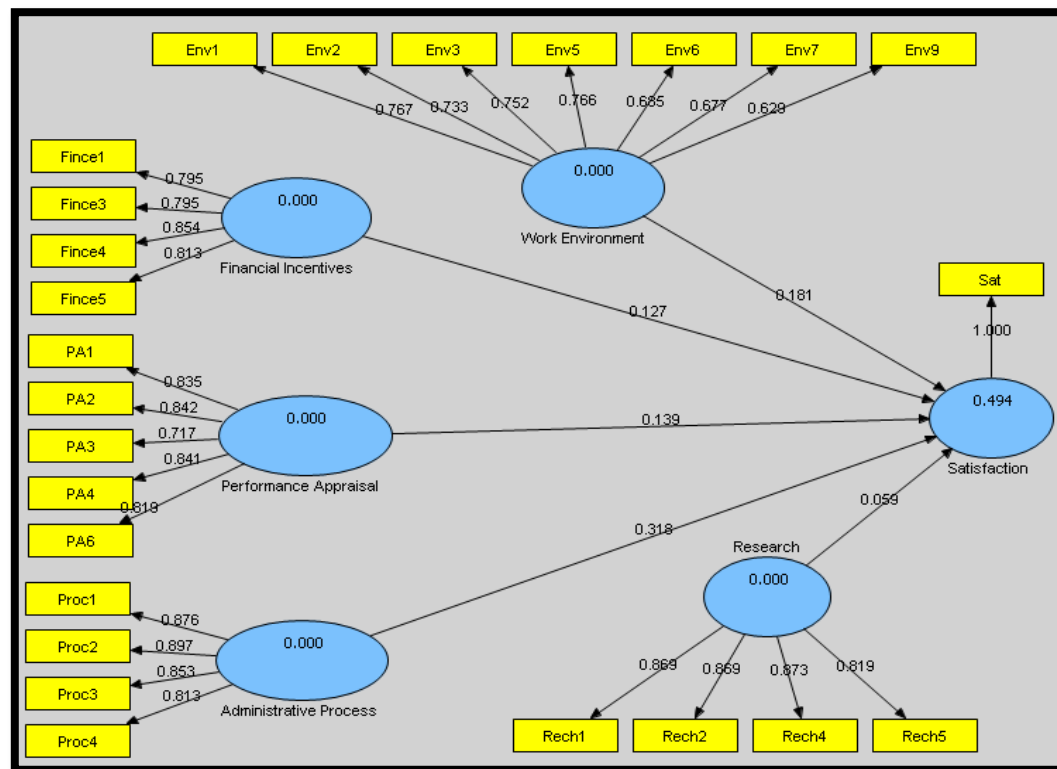 Env1 Env2 Env3 Env5 Env6 Env7 Env9
0.767 0.733 0.752 0.766 0.685 0.677 0.629
0.000
Work Environment
Fince1
Fince3
Fince4
Fince5
0.795
0.795
0.854
0.813
0.000
Financial Incentives
0.181
0.127
Sat
1.000
0.494
Satisfaction
PA1
PA2
PA3
PA4
PA6
0.835
0.842
0.717
0.841
0.819
0.000
Performance Appraisal
0.139
0.318
0.059
Research
0.000
Proc1
Proc2
Proc3
Proc4
0.876
0.897
0.853
0.813
0.000
Administrative Process
0.869 0.869 0.873 0.819
Rech1 Rech2 Rech4 Rech5